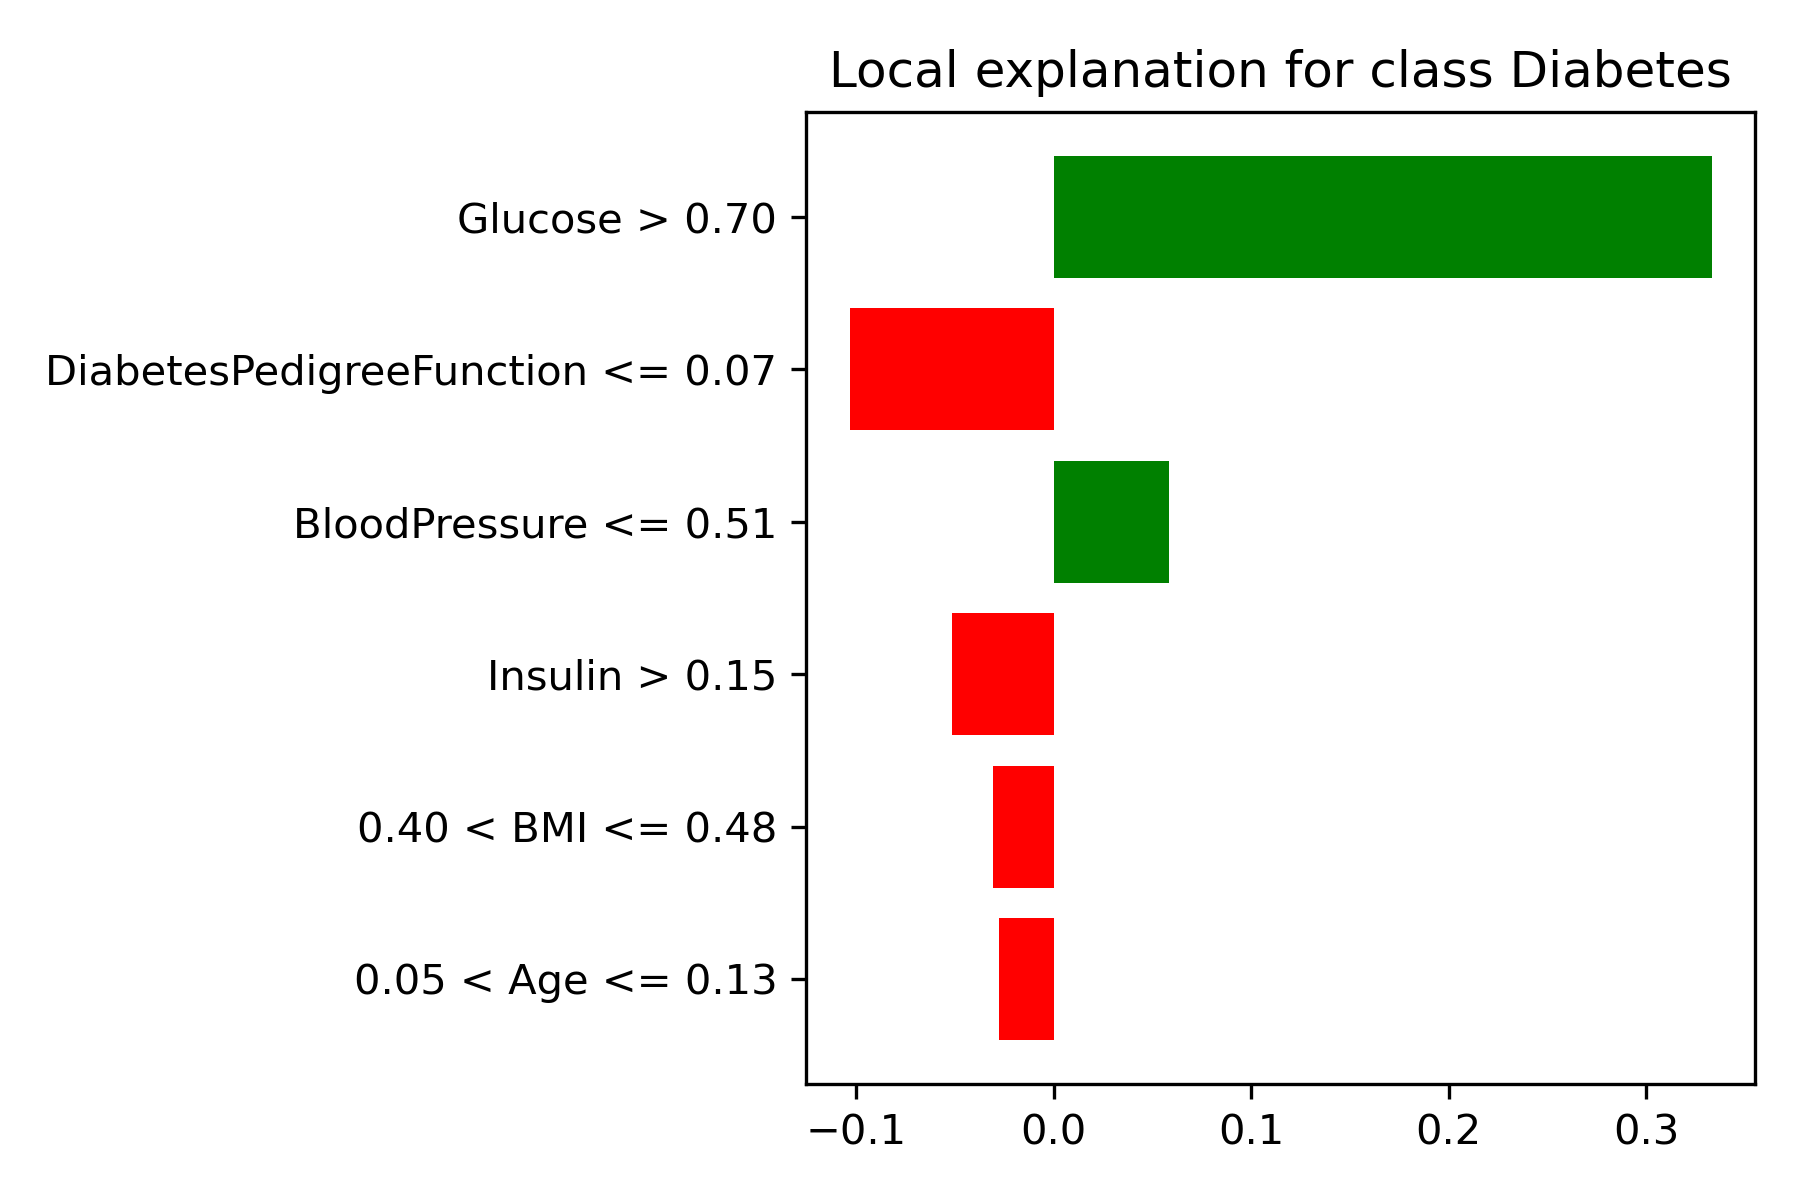 Local explanation for class Diabetes
Glucose > 0.70
DiabetesPedigreeFunction <= 0.07
BloodPressure <= 0.51
Insulin > 0.15
0.40 < BMI <= 0.48
0.05 < Age <= 0.13
−0.1 0.0 0.1 0.2 0.3